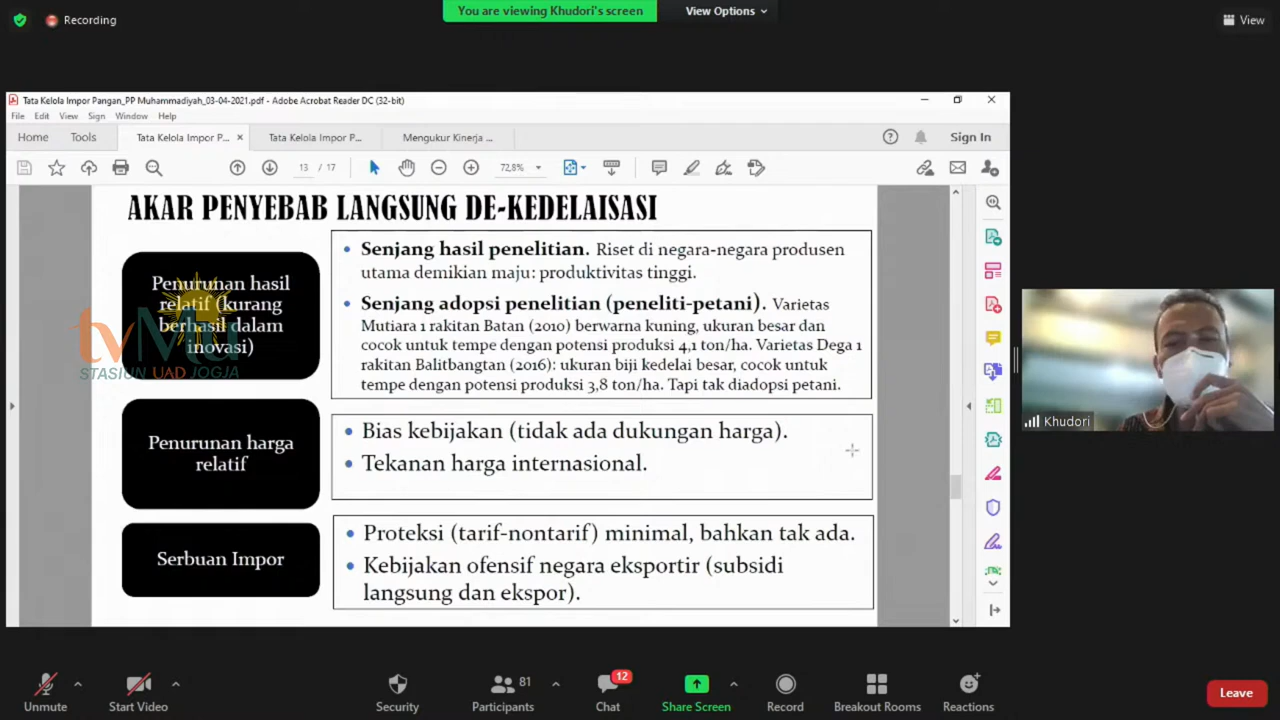 Recording
You are viewing Khudori's screen
View Options
View
Tata Kelola Impor Pangan_PP Muhammadiyah_03-04-2021.pdf - Adobe Acrobat Reader DC (32-bit)
File Edit View Sign Window Help
Home Tools Tata Kelola Impor P... Tata Kelola Impor P... Mengukur Kinerja ... Sign In
13 / 17 72,8%
AKAR PENYEBAB LANGSUNG DE-KEDELAISASI
Penurunan hasil
relatif (kurang
berhasil dalam
inovasi)
tvMu
STASIUN UAD JOGJA
• Senjang hasil penelitian. Riset di negara-negara produsen
utama demikian maju: produktivitas tinggi.
• Senjang adopsi penelitian (peneliti-petani). Varietas
Mutiara 1 rakitan Batan (2010) berwarna kuning, ukuran besar dan
cocok untuk tempe dengan potensi produksi 4,1 ton/ha. Varietas Dega 1
rakitan Balitbangtan (2016): ukuran biji kedelai besar, cocok untuk
tempe dengan potensi produksi 3,8 ton/ha. Tapi tak diadopsi petani.
Penurunan harga
relatif
• Bias kebijakan (tidak ada dukungan harga).
• Tekanan harga internasional.
Serbuan Impor
• Proteksi (tarif-nontarif) minimal, bahkan tak ada.
• Kebijakan ofensif negara eksportir (subsidi
langsung dan ekspor).
Khudori
Unmute
Start Video
Security
81
Participants
12
Chat
Share Screen
Record
Breakout Rooms
Reactions
Leave